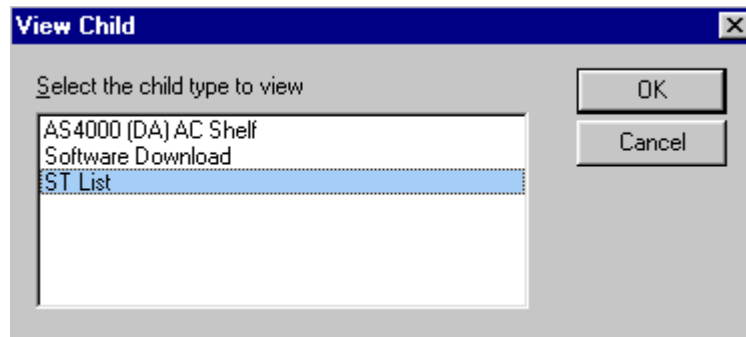 View Child
Select the child type to view
OK
AS4000 (DA) AC Shelf
Cancel
Software Download
ST List